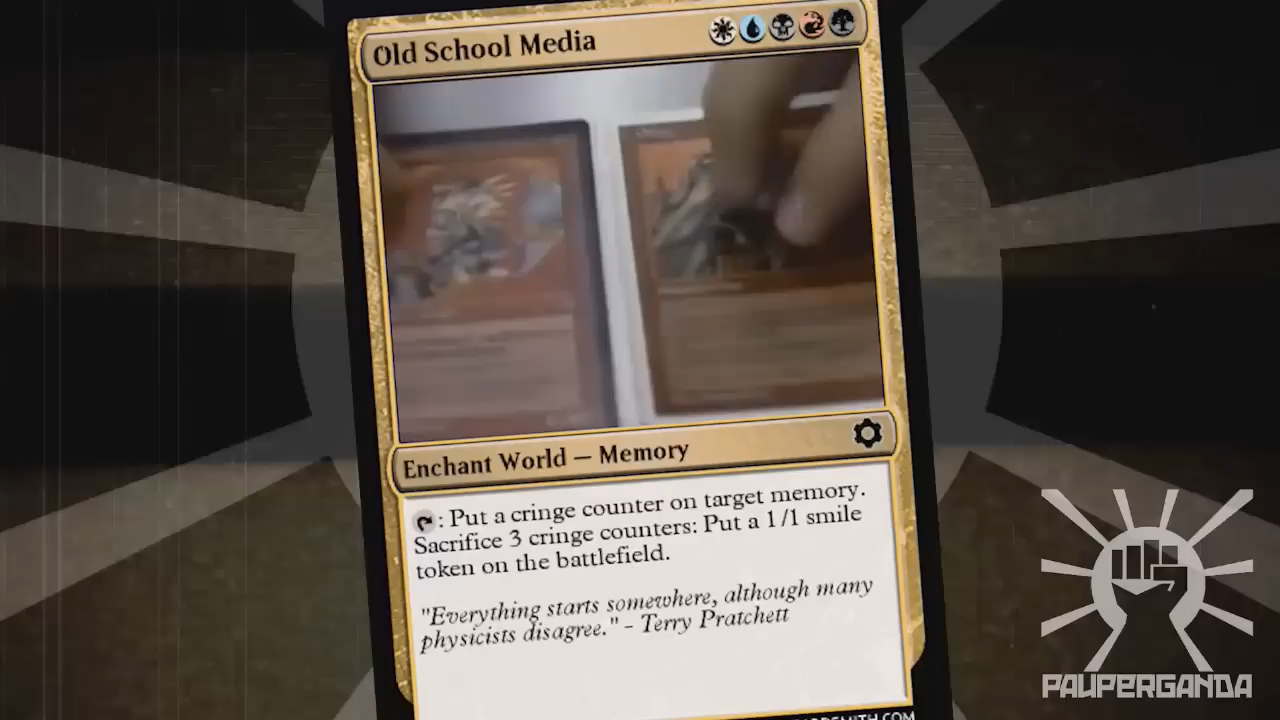 Old School Media
Enchant World — Memory
: Put a cringe counter on target memory.
Sacrifice 3 cringe counters: Put a 1/1 smile
token on the battlefield.
"Everything starts somewhere, although many
physicists disagree." - Terry Pratchett
PAUPERGANDA